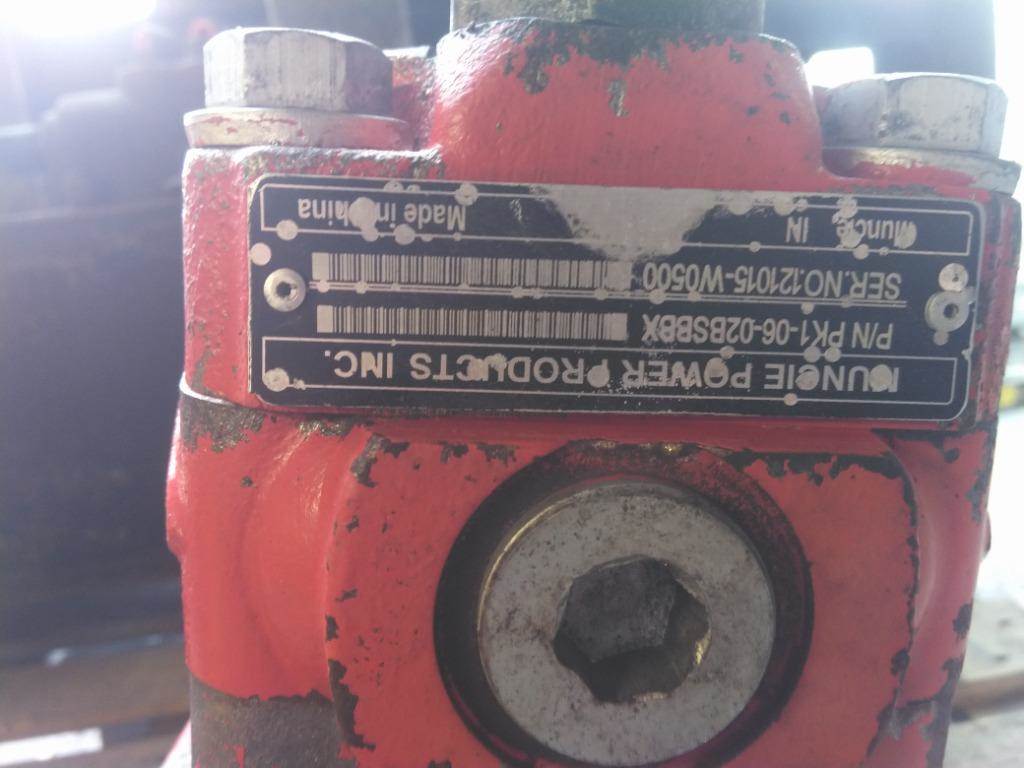 MUNCIE POWER PRODUCTS INC.
P/N PK1-06-02BSBBX
SER.NO.121015-W0500
Muncie, IN Made in China